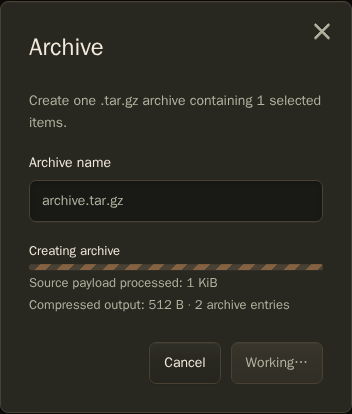 Archive
Create one .tar.gz archive containing 1 selected
items.
Archive name
archive.tar.gz
Creating archive
Source payload processed: 1 KiB
Compressed output: 512 B · 2 archive entries
Cancel
Working···